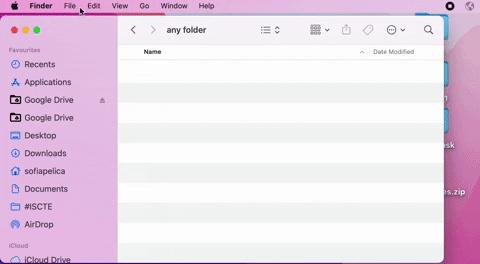 Finder File Edit View Go Window Help
any folder
Name Date Modified
Favourites
Recents
Applications
Google Drive
Google Drive
Desktop
Downloads
sofiapelica
Documents
#ISCTE
AirDrop
iCloud
iCloud Drive
sk
es.zip